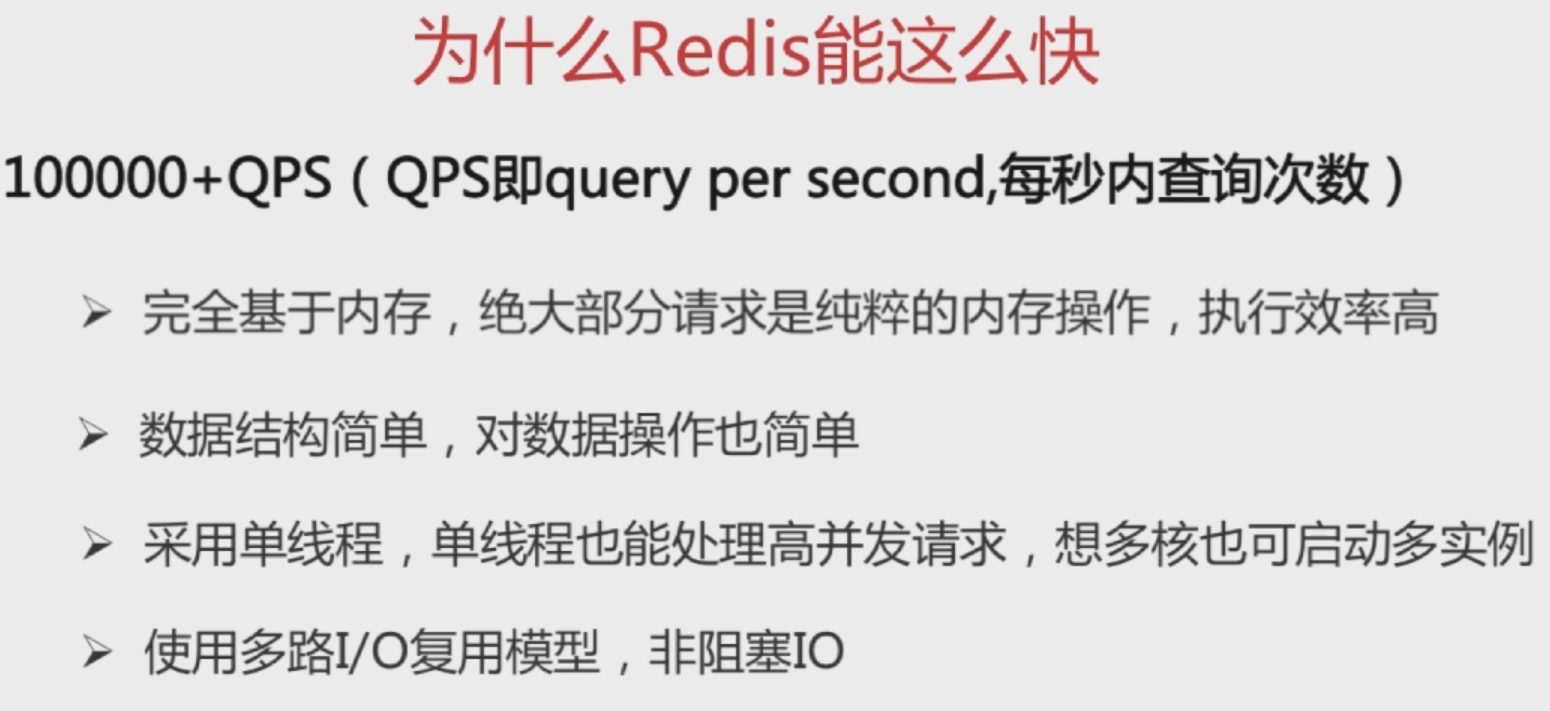 为什么Redis能这么快
100000+QPS（QPS即query per second,每秒内查询次数）
➢ 完全基于内存，绝大部分请求是纯粹的内存操作，执行效率高
➢ 数据结构简单，对数据操作也简单
➢ 采用单线程，单线程也能处理高并发请求，想多核也可启动多实例
➢ 使用多路I/O复用模型，非阻塞IO